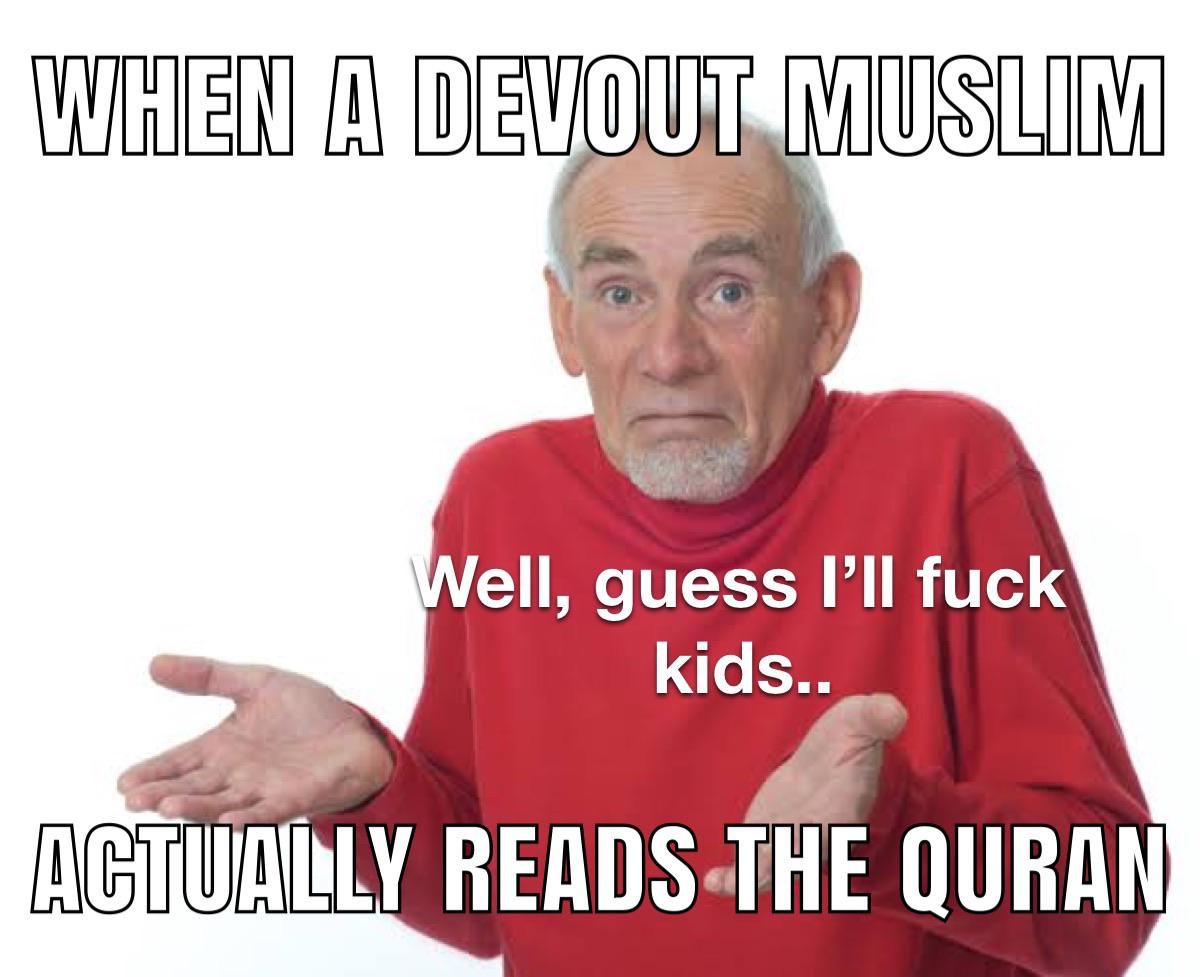 WHEN A DEVOUT MUSLIM
Well, guess I’ll fuck
kids..
ACTUALLY READS THE QURAN